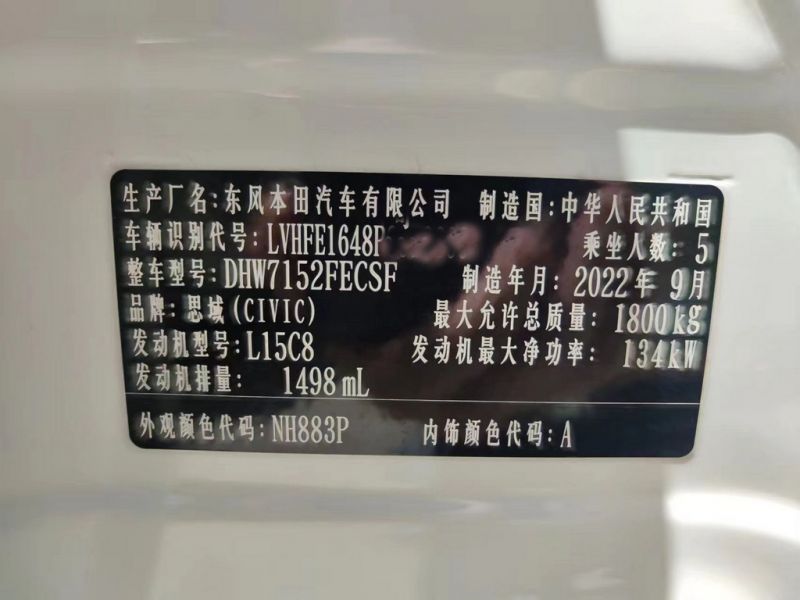 生产厂名:东风本田汽车有限公司 制造国:中华人民共和国
车辆识别代号:LVHFE1648P 乘坐人数:5
整车型号:DHW7152FECSF 制造年月:2022年9月
品牌:思域(CIVIC) 最大允许总质量:1800kg
发动机型号:L15C8 发动机最大净功率:134kW
发动机排量: 1498mL
外观颜色代码:NH883P 内饰颜色代码:A